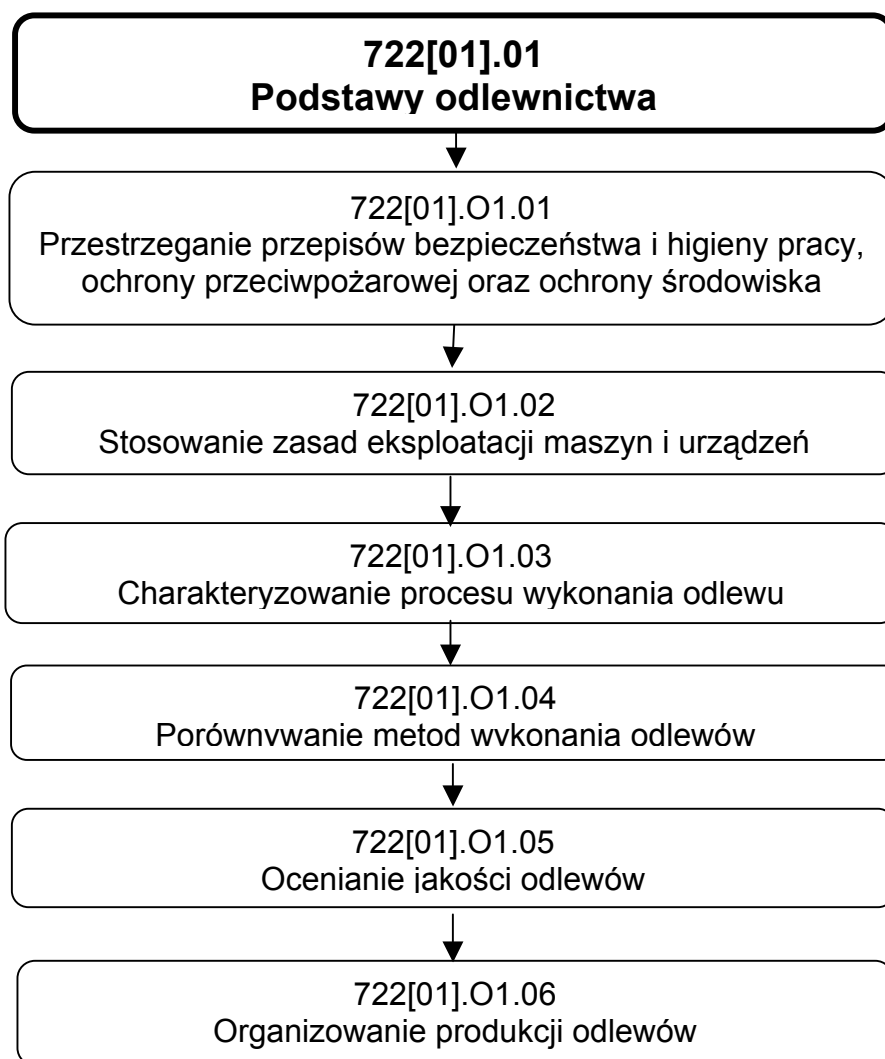 722[01].01
Podstawy odlewnictwa
722[01].O1.01
Przestrzeganie przepisów bezpieczeństwa i higieny pracy,
ochrony przeciwpożarowej oraz ochrony środowiska
722[01].O1.02
Stosowanie zasad eksploatacji maszyn i urządzeń
722[01].O1.03
Charakteryzowanie procesu wykonania odlewu
722[01].O1.04
Porównywanie metod wykonania odlewów
722[01].O1.05
Ocenianie jakości odlewów
722[01].O1.06
Organizowanie produkcji odlewów